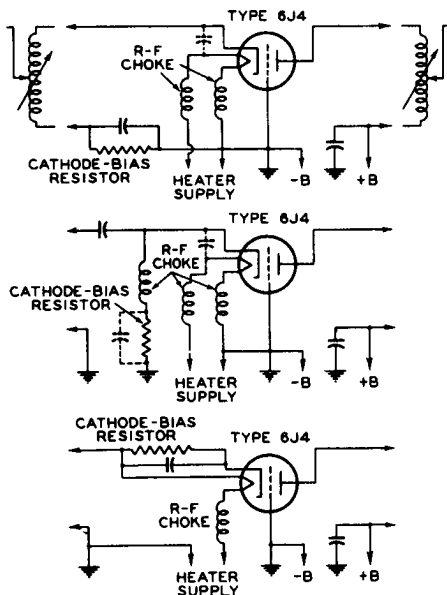 TYPE 6J4
R-F
CHOKE
CATHODE-BIAS
RESISTOR
HEATER
SUPPLY
-B
+B
TYPE 6J4
R-F
CHOKE
CATHODE-BIAS
RESISTOR
HEATER
SUPPLY
-B
+B
CATHODE-BIAS
RESISTOR
TYPE 6J4
R-F
CHOKE
HEATER
SUPPLY
-B
+B